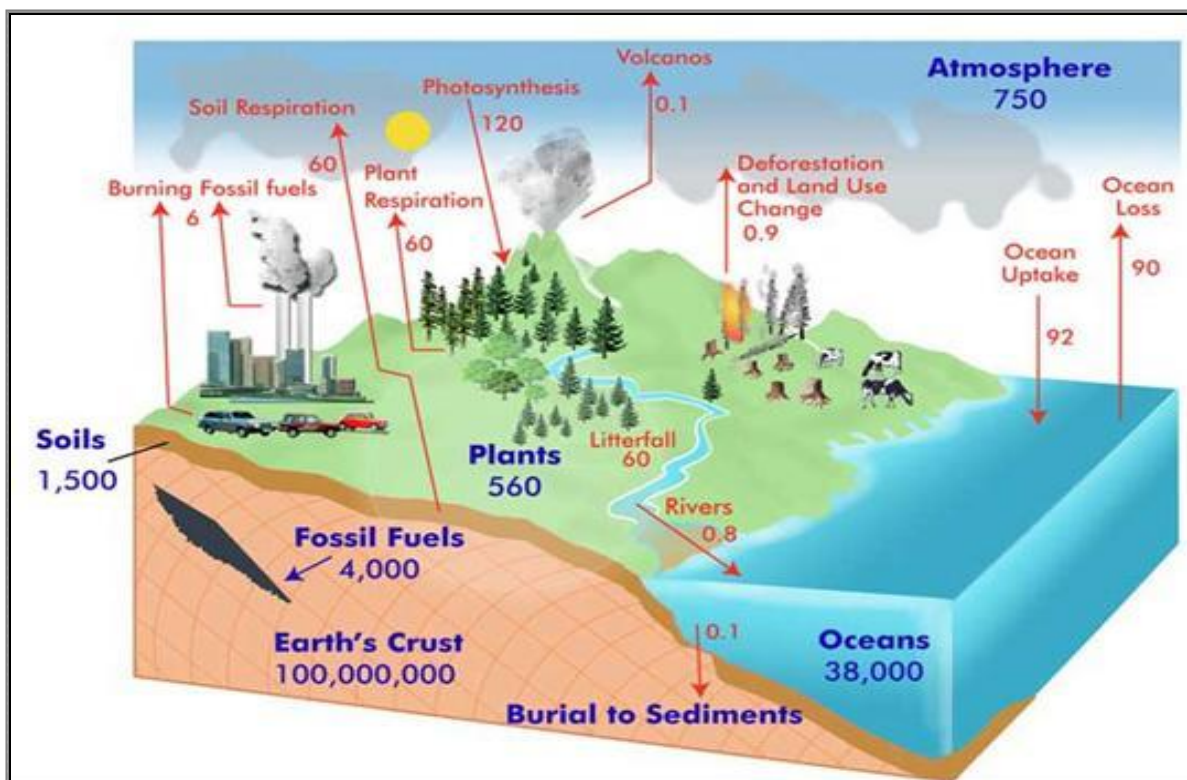 Volcanos
0.1
Atmosphere
750
Photosynthesis
120
Soil Respiration
60
Burning Fossil fuels
6
Plant
Respiration
60
Deforestation
and Land Use
Change
0.9
Ocean
Loss
90
Ocean
Uptake
92
Soils
1,500
Plants
560
Litterfall
60
Rivers
0.8
Fossil Fuels
4,000
Earth's Crust
100,000,000
0.1
Burial to Sediments
Oceans
38,000